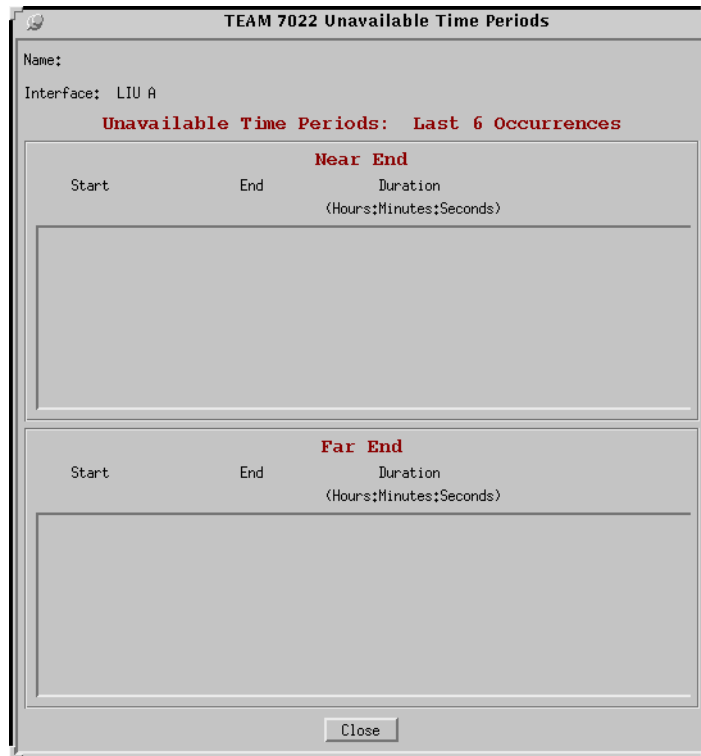 TEAM 7022 Unavailable Time Periods
Name:
Interface: LIU A
Unavailable Time Periods: Last 6 Occurrences
Near End
Start End Duration
(Hours:Minutes:Seconds)
Far End
Start End Duration
(Hours:Minutes:Seconds)
Close